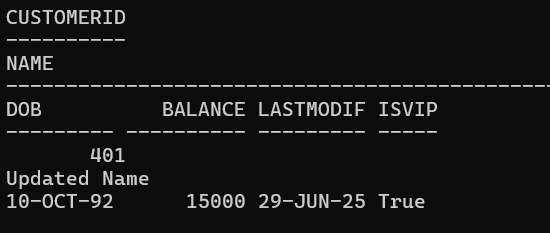 CUSTOMERID
----------
NAME
----------------------------------------------
DOB          BALANCE LASTMODIF ISVIP
--------- ---------- --------- -----
       401
Updated Name
10-OCT-92      15000 29-JUN-25 True